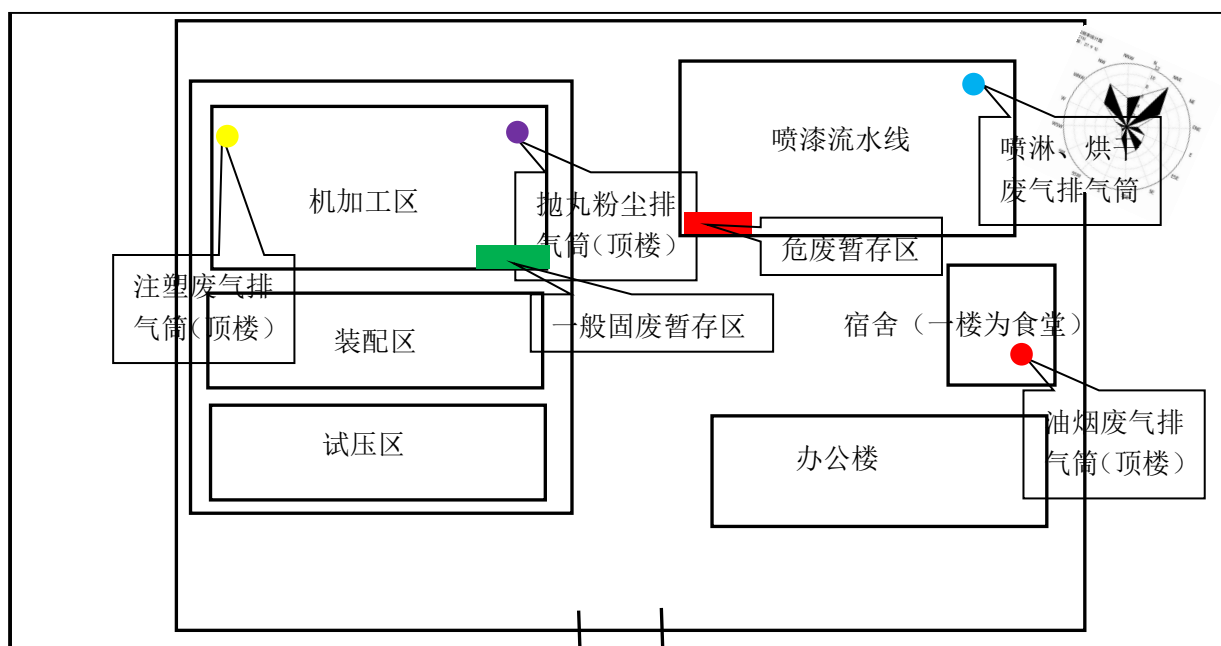 喷漆流水线
机加工区
抛丸粉尘排
气筒（顶楼）
喷淋、烘干
废气排气筒
危废暂存区
注塑废气排
气筒（顶楼）
装配区
一般固废暂存区
宿舍（一楼为食堂）
试压区
办公楼
油烟废气排
气筒（顶楼）